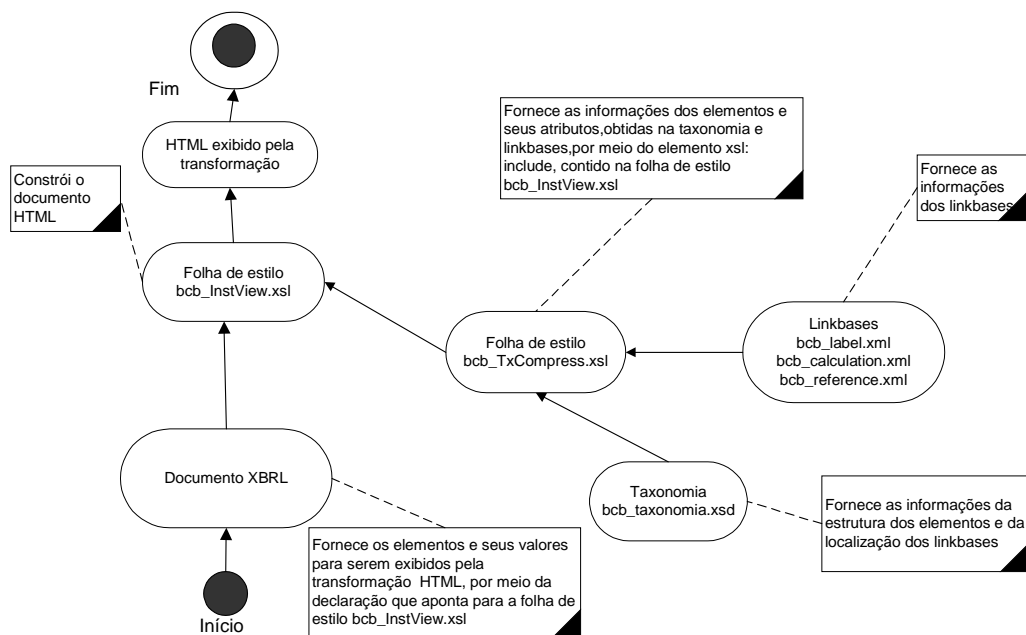 Fim
HTML exibido pela
transformação
Constrói o
documento
HTML
Fornece as informações dos elementos e
seus atributos,obtidas na taxonomia e
linkbases,por meio do elemento xsl:
include, contido na folha de estilo
bcb_InstView.xsl
Fornece as
informações
dos linkbases
Folha de estilo
bcb_InstView.xsl
Folha de estilo
bcb_TxCompress.xsl
Linkbases
bcb_label.xml
bcb_calculation.xml
bcb_reference.xml
Documento XBRL
Taxonomia
bcb_taxonomia.xsd
Fornece as informações da
estrutura dos elementos e da
localização dos linkbases
Fornece os elementos e seus valores
para serem exibidos pela
transformação HTML, por meio da
declaração que aponta para a folha de
estilo bcb_InstView.xsl
Início